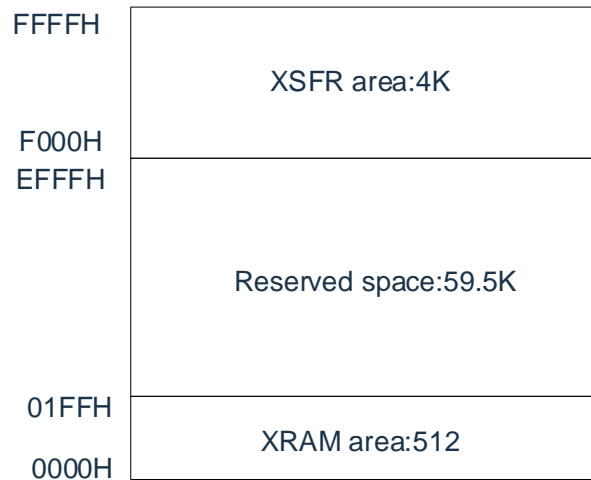 FFFFH
XSFR area:4K
F000H
EFFFH
Reserved space:59.5K
01FFH
XRAM area:512
0000H